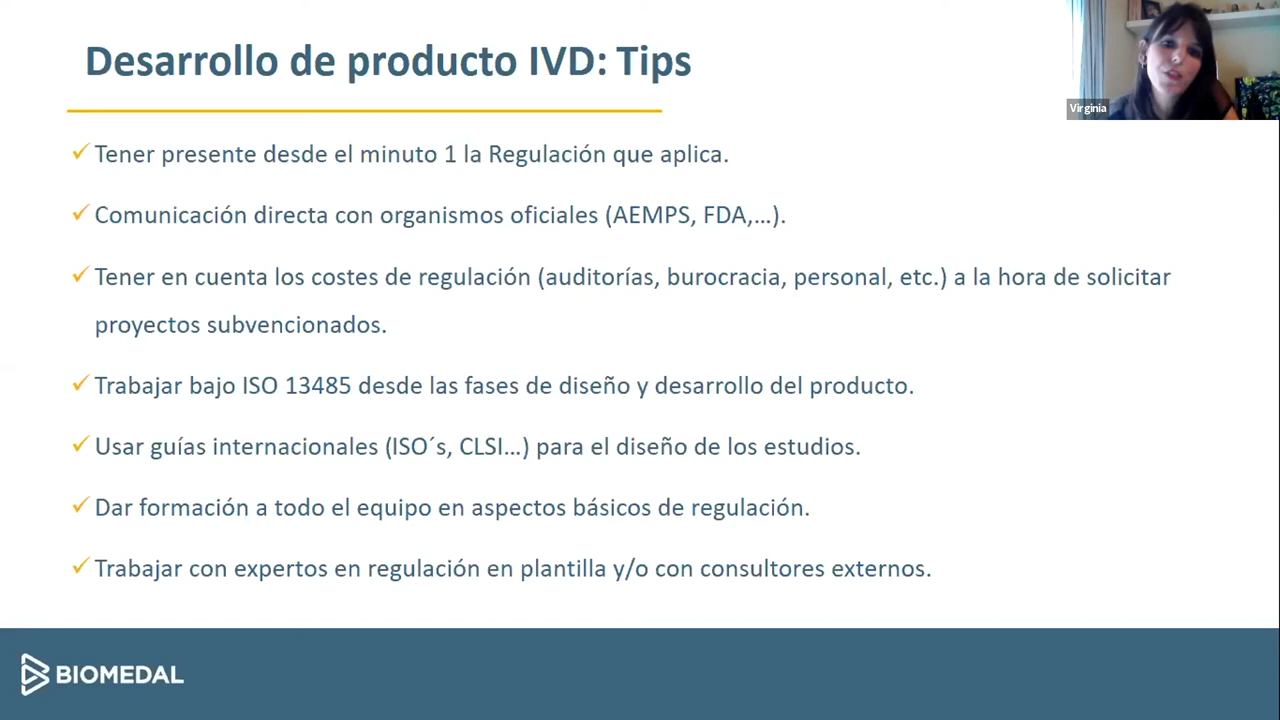 Desarrollo de producto IVD: Tips
Virginia
✓Tener presente desde el minuto 1 la Regulación que aplica.
✓Comunicación directa con organismos oficiales (AEMPS, FDA,…).
✓Tener en cuenta los costes de regulación (auditorías, burocracia, personal, etc.) a la hora de solicitar
proyectos subvencionados.
✓Trabajar bajo ISO 13485 desde las fases de diseño y desarrollo del producto.
✓Usar guías internacionales (ISO´s, CLSI…) para el diseño de los estudios.
✓Dar formación a todo el equipo en aspectos básicos de regulación.
✓Trabajar con expertos en regulación en plantilla y/o con consultores externos.
BIOMEDAL